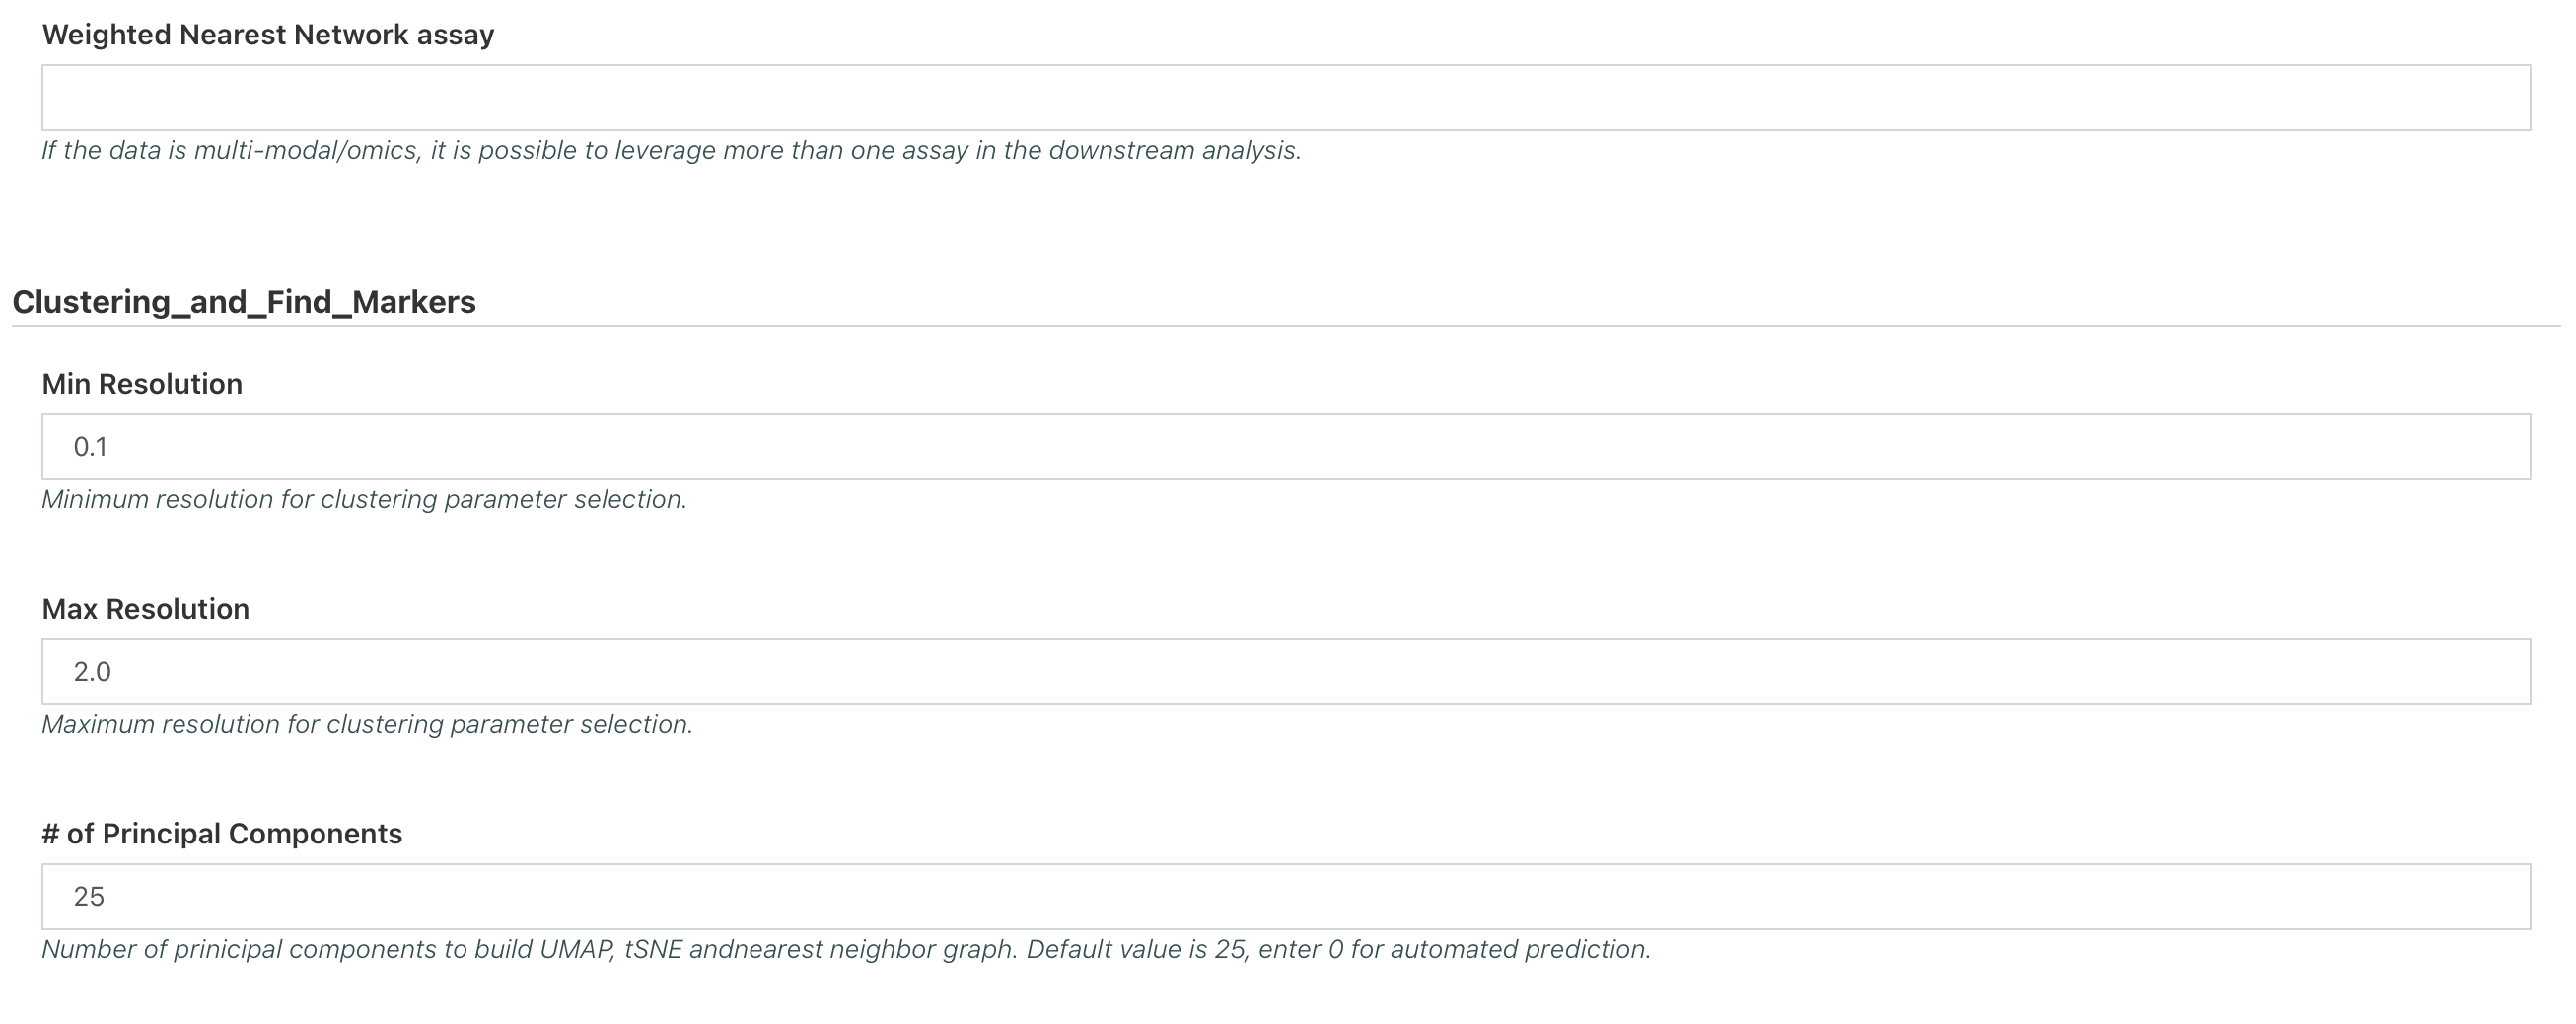 Weighted Nearest Network assay
If the data is multi-modal/omics, it is possible to leverage more than one assay in the downstream analysis.
Clustering_and_Find_Markers
Min Resolution
0.1
Minimum resolution for clustering parameter selection.
Max Resolution
2.0
Maximum resolution for clustering parameter selection.
# of Principal Components
25
Number of prinicipal components to build UMAP, tSNE andnearest neighbor graph. Default value is 25, enter 0 for automated prediction.